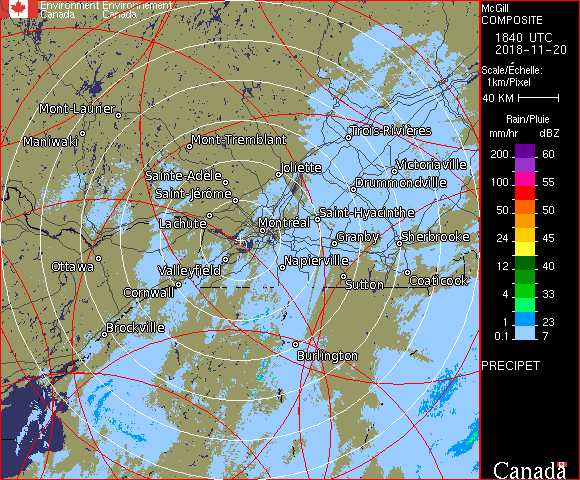 Environment Environnement
Canada Canada
McGill
COMPOSITE
1840 UTC
2018-11-20
Scale/Échelle:
1km/Pixel
40 KM
Rain/Pluie
mm/hr dBZ
200 60
100 55
50 50
24 45
12 40
4 33
1 23
0.1 7
PRECIPET
Canada
Mont-Laurier
Maniwaki
Mont-Tremblant
Trois-Rivières
Joliette
Victoriaville
Sainte-Adèle
Drummondville
Saint-Jérôme
Saint-Hyacinthe
Lachute
Montréal
Granby
Sherbrooke
Ottawa
Valleyfield
Napierville
Sutton
Coaticook
Cornwall
Brockville
Burlington